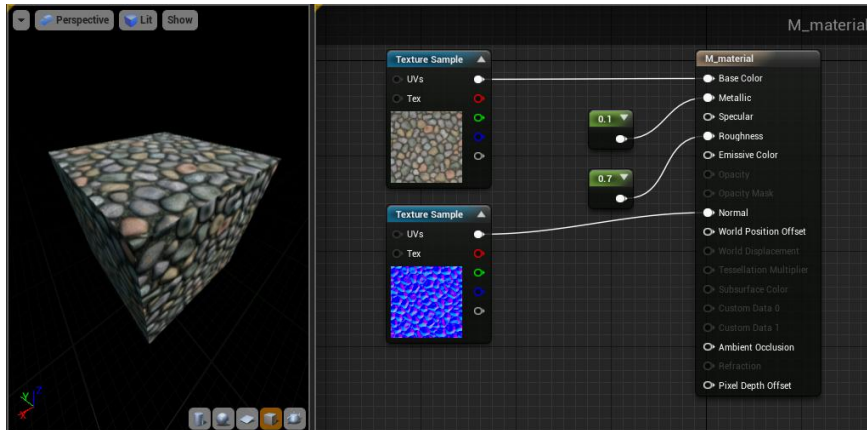 Perspective
Lit
Show
M_material
Texture Sample
UVs
Tex
0.1
0.7
Texture Sample
UVs
Tex
M_material
Base Color
Metallic
Specular
Roughness
Emissive Color
Opacity
Opacity Mask
Normal
World Position Offset
World Displacement
Tessellation Multiplier
Subsurface Color
Custom Data 0
Custom Data 1
Ambient Occlusion
Refraction
Pixel Depth Offset
Z
Y
X